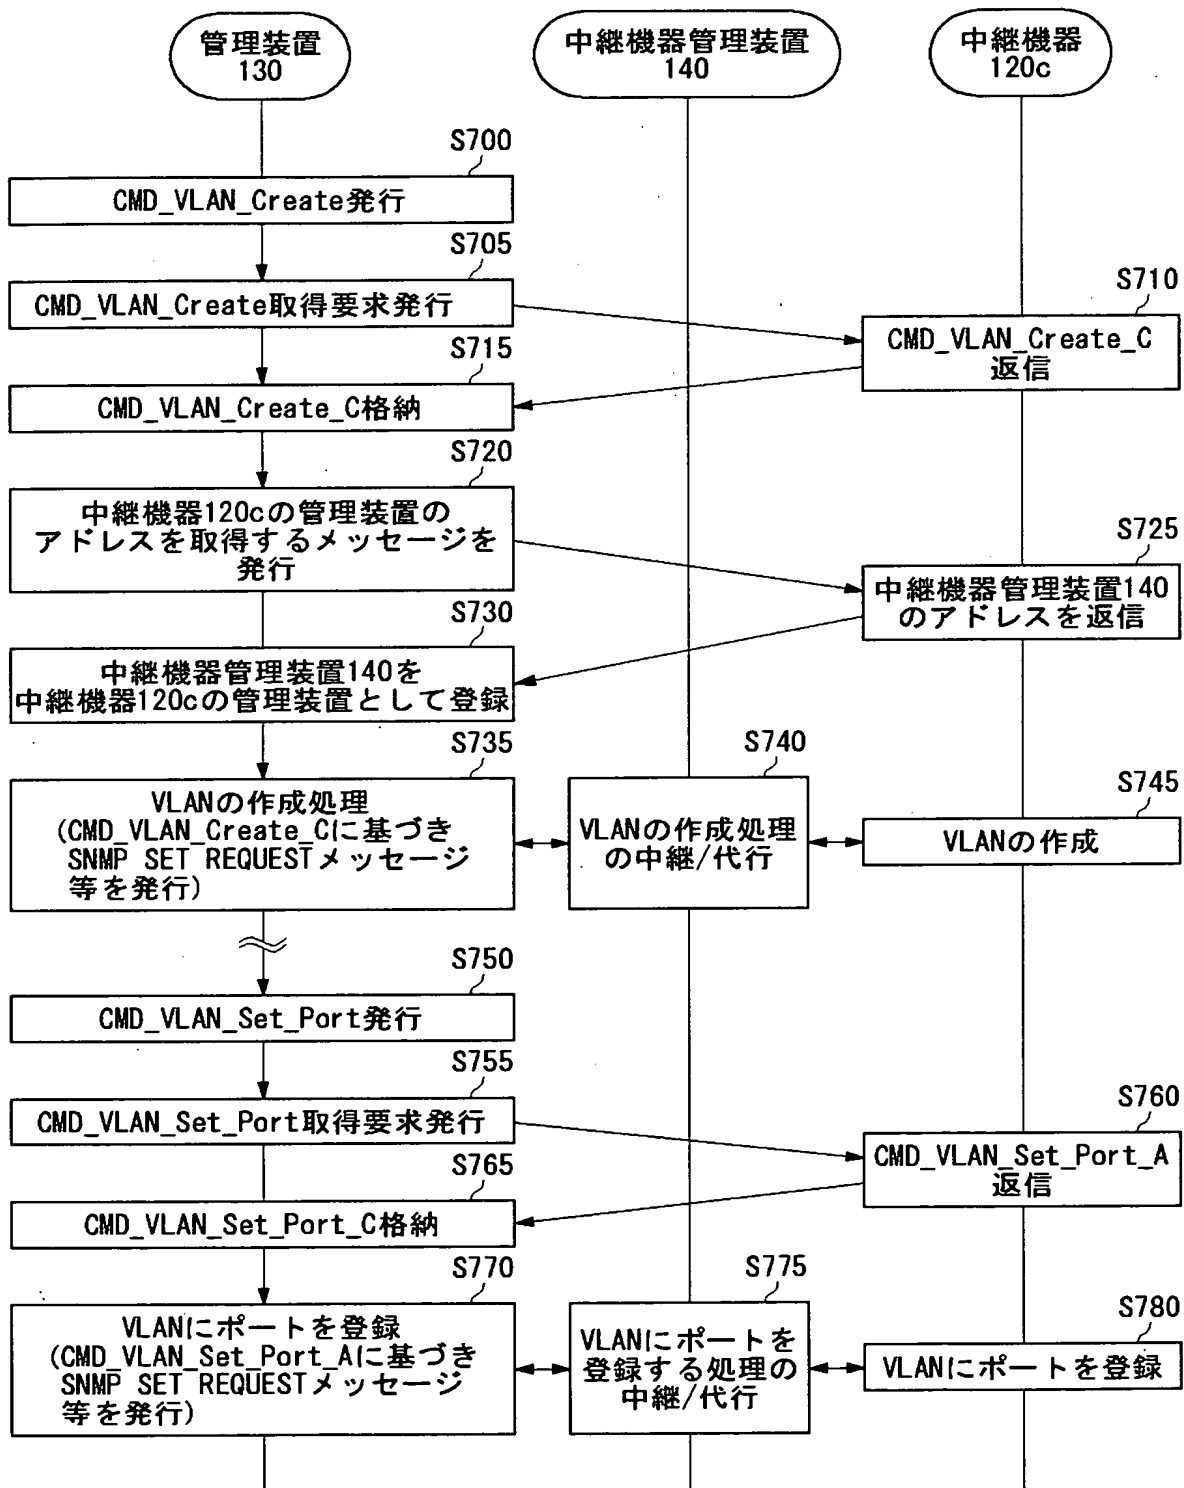 管理装置
130
中継機器管理装置
140
中継機器
120c
S700
CMD_VLAN_Create発行
S705
CMD_VLAN_Create取得要求発行
S710
CMD_VLAN_Create_C
返信
S715
CMD_VLAN_Create_C格納
S720
中継機器120cの管理装置の
アドレスを取得するメッセージを
発行
S725
中継機器管理装置140
のアドレスを返信
S730
中継機器管理装置140を
中継機器120cの管理装置として登録
S735
VLANの作成処理
(CMD_VLAN_Create_Cに基づき
SNMP SET REQUESTメッセージ
等を発行)
S740
VLANの作成処理
の中継/代行
S745
VLANの作成
S750
CMD_VLAN_Set_Port発行
S755
CMD_VLAN_Set_Port取得要求発行
S760
CMD_VLAN_Set_Port_A
返信
S765
CMD_VLAN_Set_Port_C格納
S770
VLANにポートを登録
(CMD_VLAN_Set_Port_Aに基づき
SNMP SET REQUESTメッセージ
等を発行)
S775
VLANにポートを
登録する処理の
中継/代行
S780
VLANにポートを登録